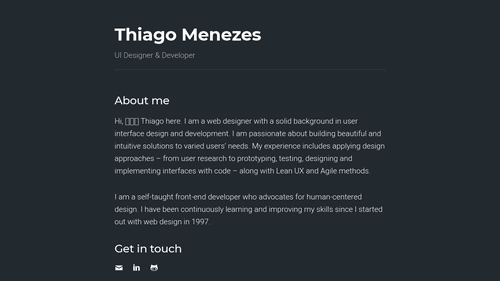 Thiago Menezes
UI Designer & Developer
About me
Hi, Thiago here. I am a web designer with a solid background in user
interface design and development. I am passionate about building beautiful and
intuitive solutions to varied users' needs. My experience includes applying design
approaches – from user research to prototyping, testing, designing and
implementing interfaces with code – along with Lean UX and Agile methods.
I am a self-taught front-end developer who advocates for human-centered
design. I have been continuously learning and improving my skills since I started
out with web design in 1997.
Get in touch
in